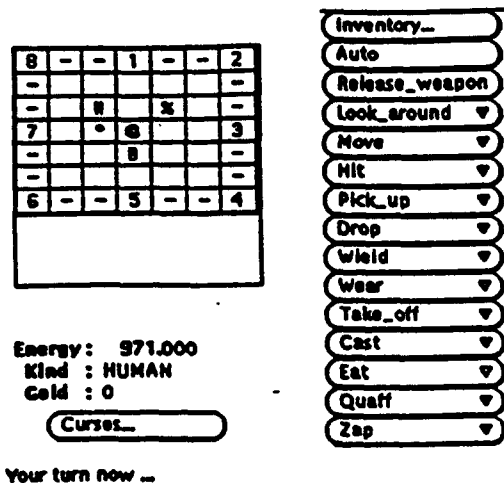 8 - - 1 - - 2
- -
- # % -
7 * @ 3
- B -
- -
6 - - 5 - - 4
Energy: 971.000
Kind : HUMAN
Gold : 0
Curses...
Your turn now ...
Inventory...
Auto
Release_weapon
Look_around
Move
Hit
Pick_up
Drop
Wield
Wear
Take_off
Cast
Eat
Quaff
Zap